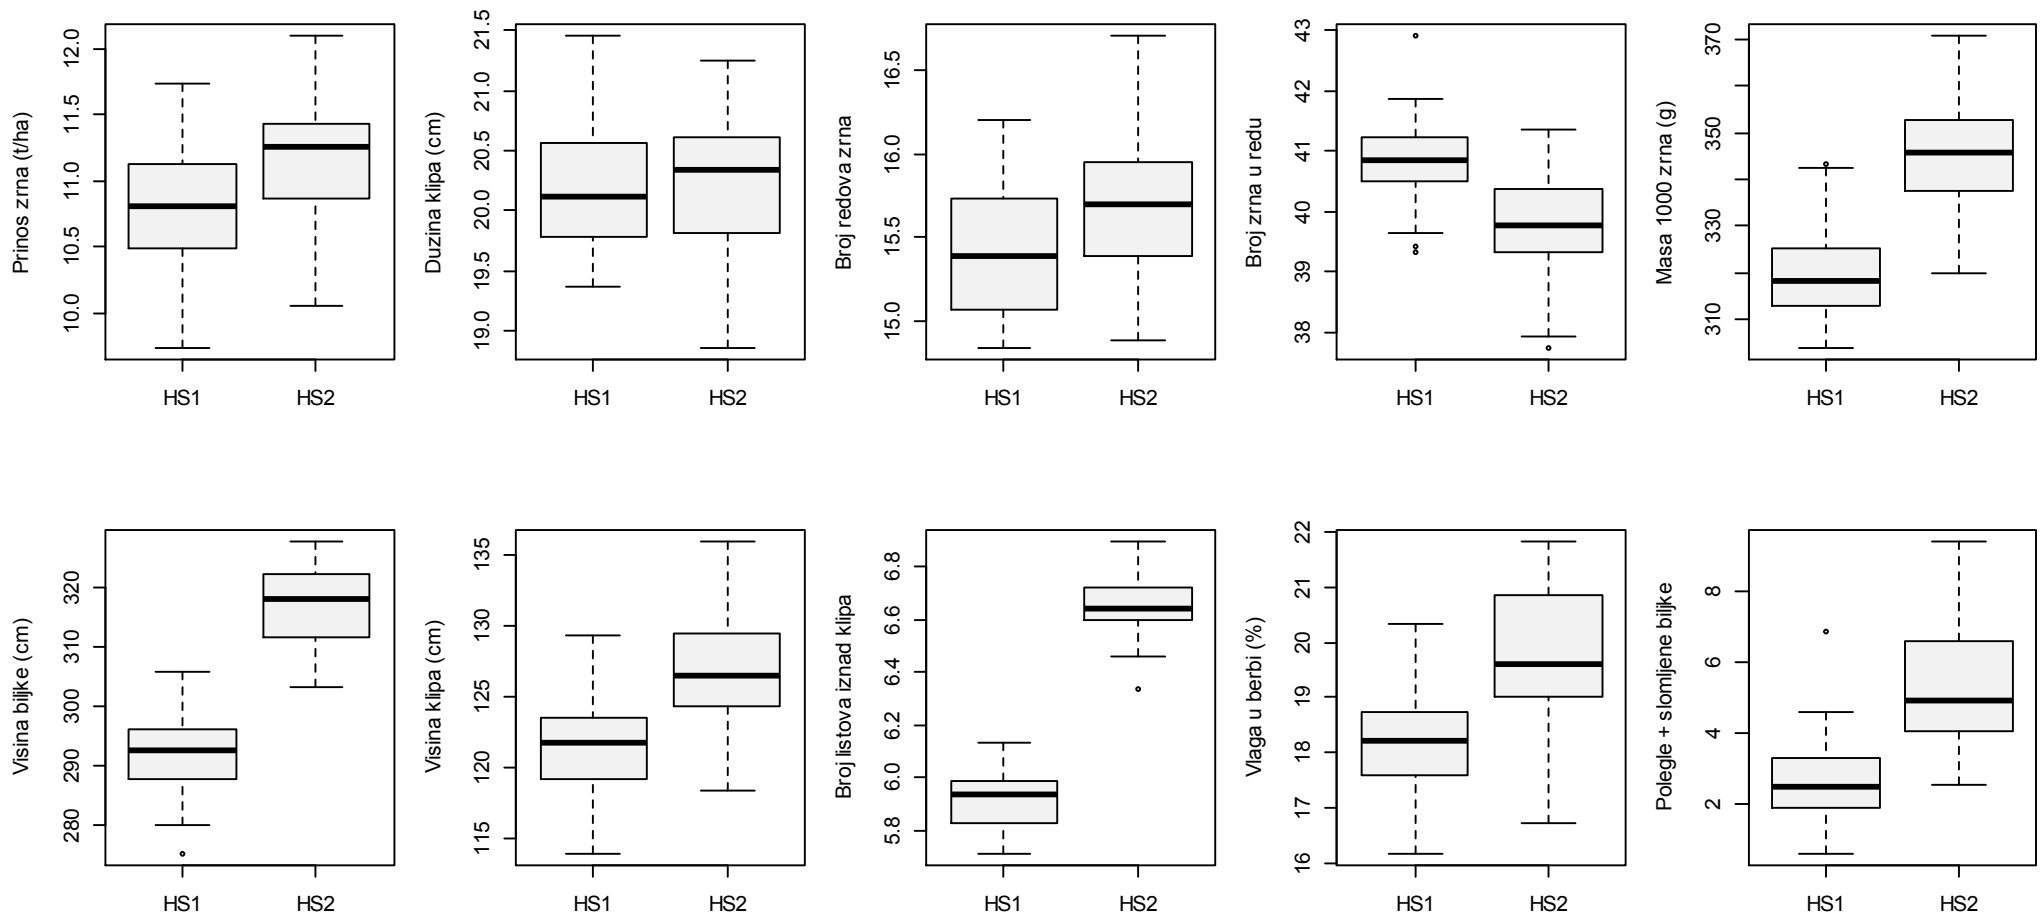 Prinos zrna (t/ha)
12.0
11.5
11.0
10.5
10.0
HS1 HS2
Duzina klipa (cm)
21.5
21.0
20.5
20.0
19.5
19.0
HS1 HS2
Broj redova zrna
16.5
16.0
15.5
15.0
HS1 HS2
Broj zrna u redu
43
42
41
40
39
38
HS1 HS2
Masa 1000 zrna (g)
370
350
330
310
HS1 HS2
Visina biljke (cm)
320
310
300
290
280
HS1 HS2
Visina klipa (cm)
135
130
125
120
115
HS1 HS2
Broj listova iznad klipa
6.8
6.6
6.4
6.2
6.0
5.8
HS1 HS2
Vlaga u berbi (%)
22
21
20
19
18
17
16
HS1 HS2
Polegle + slomljene biljke
8
6
4
2
HS1 HS2